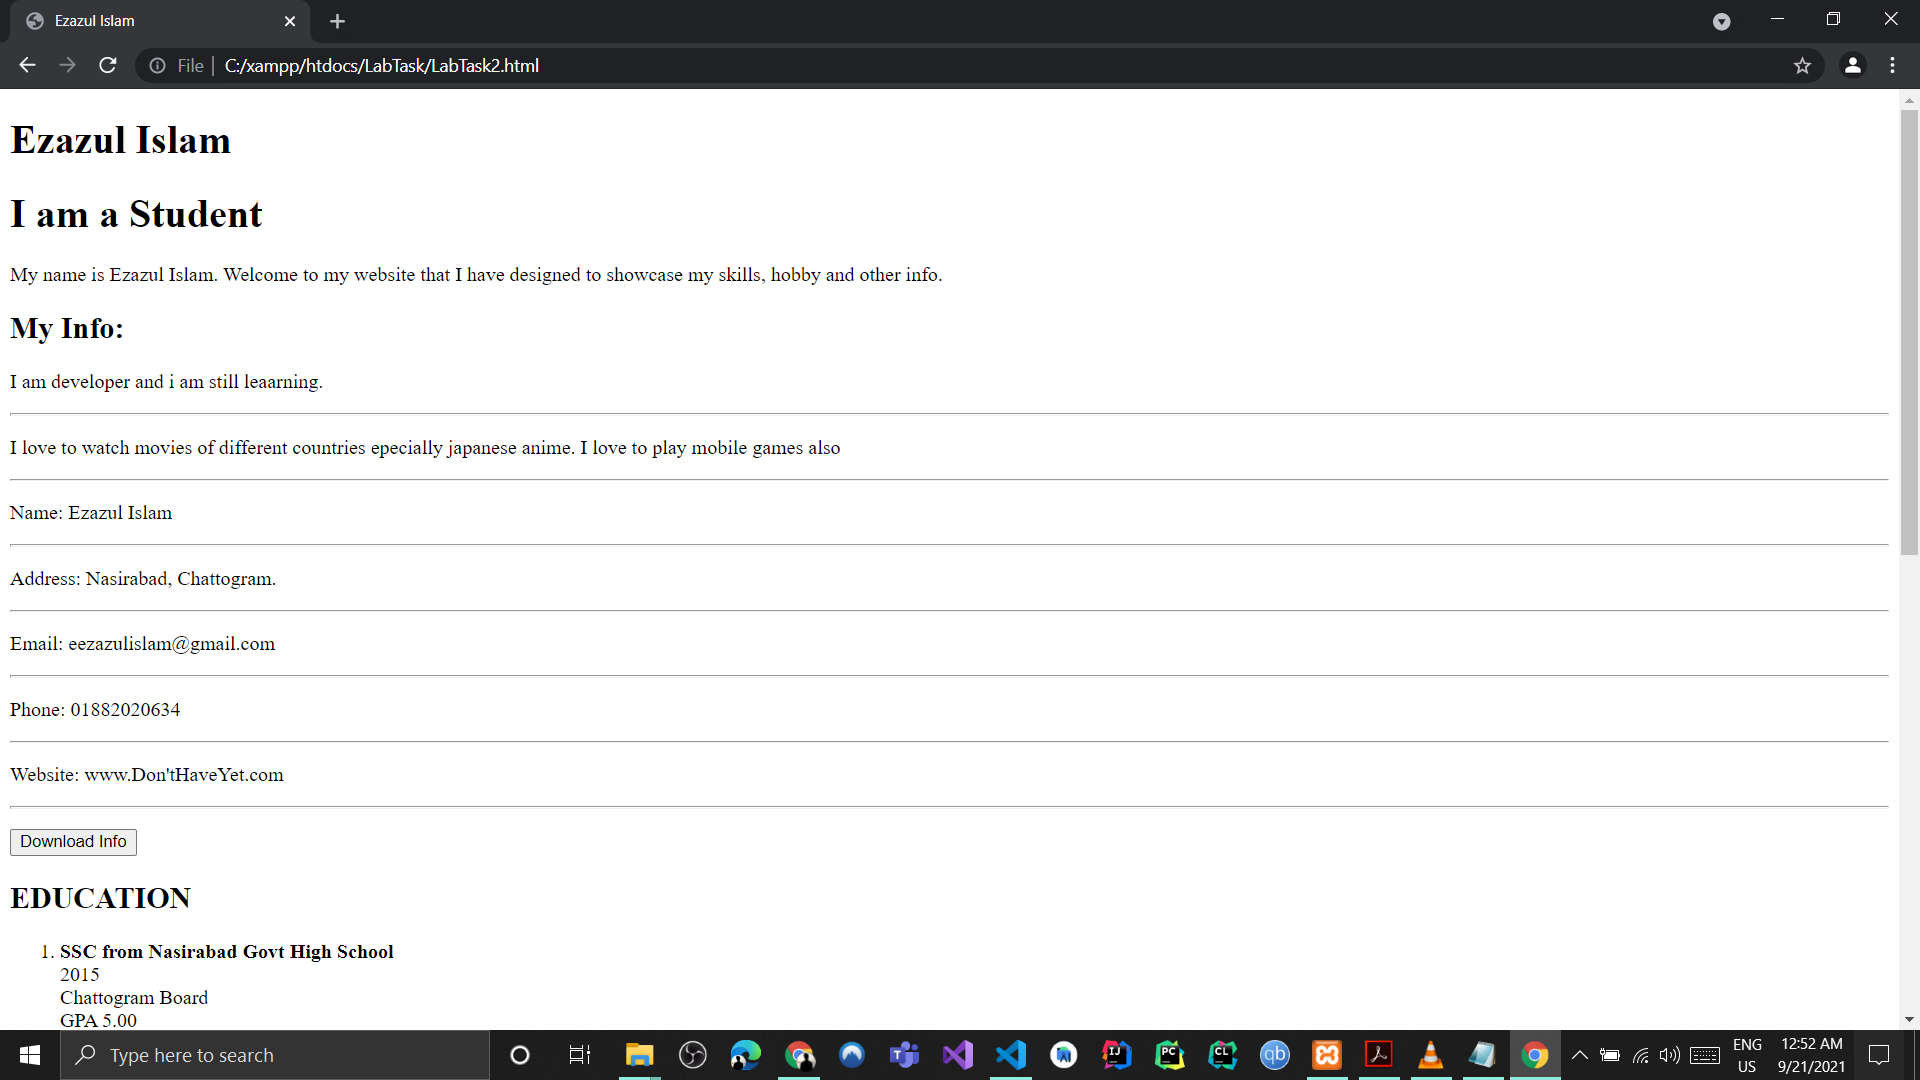 Ezazul Islam
File | C:/xampp/htdocs/LabTask/LabTask2.html
Ezazul Islam
I am a Student
My name is Ezazul Islam. Welcome to my website that I have designed to showcase my skills, hobby and other info.
My Info:
I am developer and i am still leaarning.
I love to watch movies of different countries epecially japanese anime. I love to play mobile games also
Name: Ezazul Islam
Address: Nasirabad, Chattogram.
Email: eezazulislam@gmail.com
Phone: 01882020634
Website: www.Don'tHaveYet.com
Download Info
EDUCATION
1. SSC from Nasirabad Govt High School
2015
Chattogram Board
GPA 5.00
Type here to search
T
IJ
PC
CL
qb
ENG
US
12:52 AM
9/21/2021